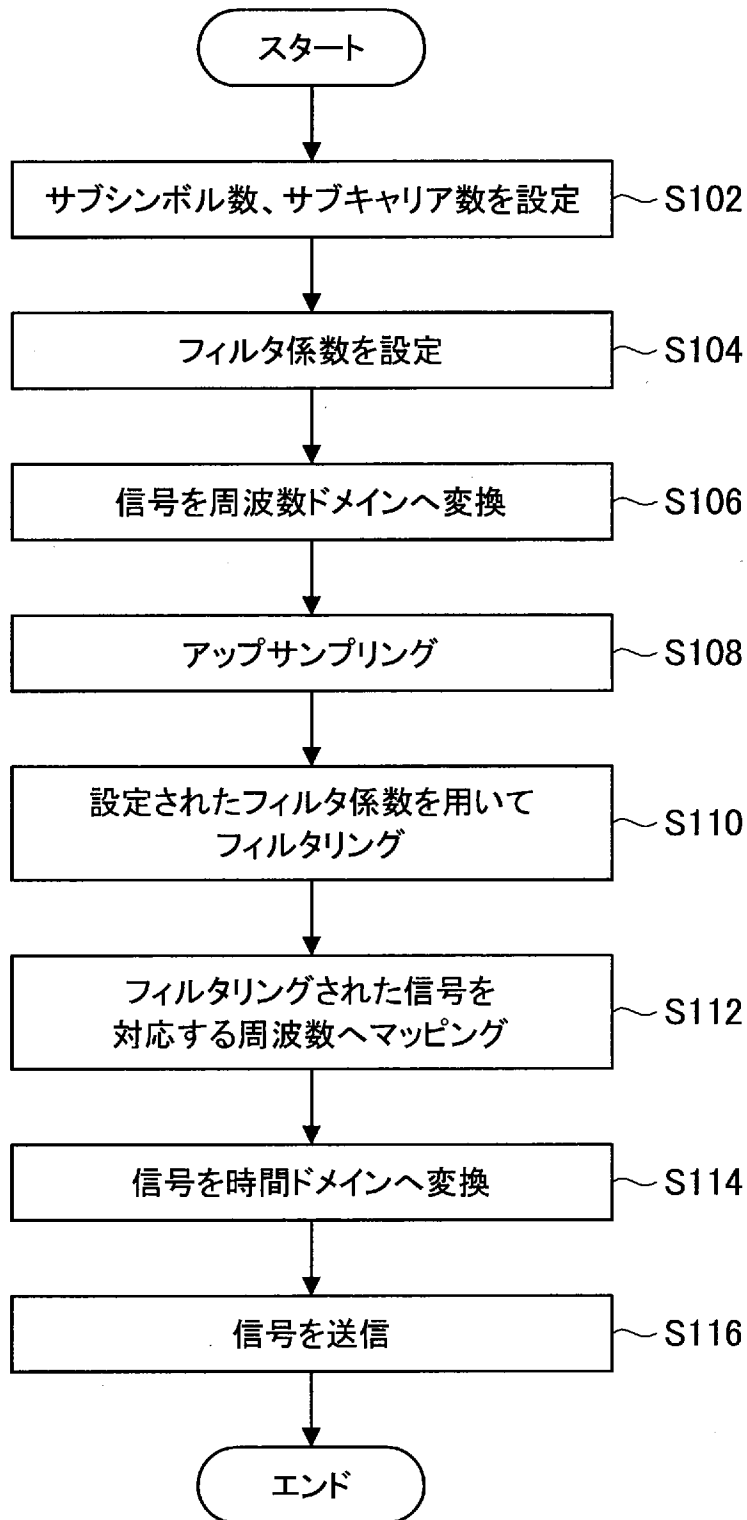 スタート
サブシンボル数、サブキャリア数を設定
S102
フィルタ係数を設定
S104
信号を周波数ドメインへ変換
S106
アップサンプリング
S108
設定されたフィルタ係数を用いて
フィルタリング
S110
フィルタリングされた信号を
対応する周波数へマッピング
S112
信号を時間ドメインへ変換
S114
信号を送信
S116
エンド